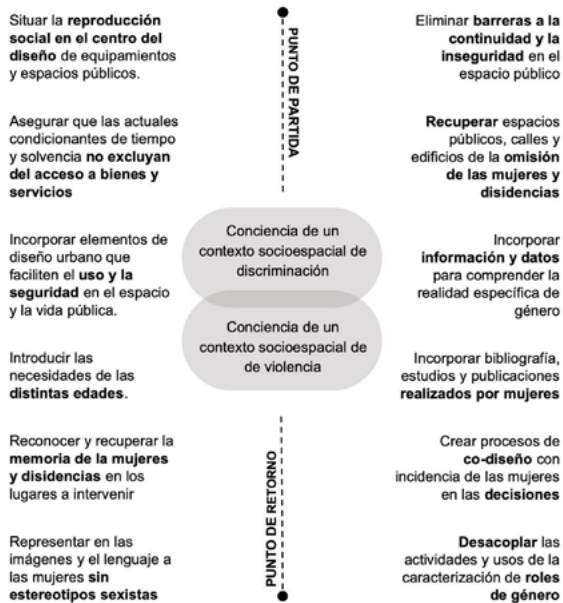 Situar la reproducción
social en el centro del
diseño de equipamientos
y espacios públicos.
Asegurar que las actuales
condicionantes de tiempo
y solvencia no excluyan
del acceso a bienes y
servicios
Incorporar elementos de
diseño urbano que
faciliten el uso y la
seguridad en el espacio
y la vida pública.
Introducir las
necesidades de las
distintas edades.
Reconocer y recuperar la
memoria de la mujeres
y disidencias en los
lugares a intervenir
Representar en las
imágenes y el lenguaje a
las mujeres sin
estereotipos sexistas
PUNTO DE PARTIDA
Conciencia de un
contexto socioespacial de
discriminación
Conciencia de un
contexto socioespacial de
de violencia
PUNTO DE RETORNO
Eliminar barreras a la
continuidad y la
inseguridad en el
espacio público
Recuperar espacios
públicos, calles y
edificios de la omisión
de las mujeres y
disidencias
Incorporar
información y datos
para comprender la
realidad específica de
género
Incorporar bibliografía,
estudios y publicaciones
realizados por mujeres
Crear procesos de
co-diseño con
incidencia de las mujeres
en las decisiones
Desacoplar las
actividades y usos de la
caracterización de roles
de género